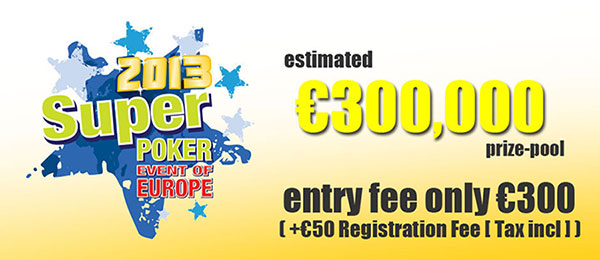 2013
Super
POKER
EVENT OF
EUROPE
estimated
€300,000
prize-pool
entry fee only €300
( +€50 Registration Fee [ Tax incl ] )